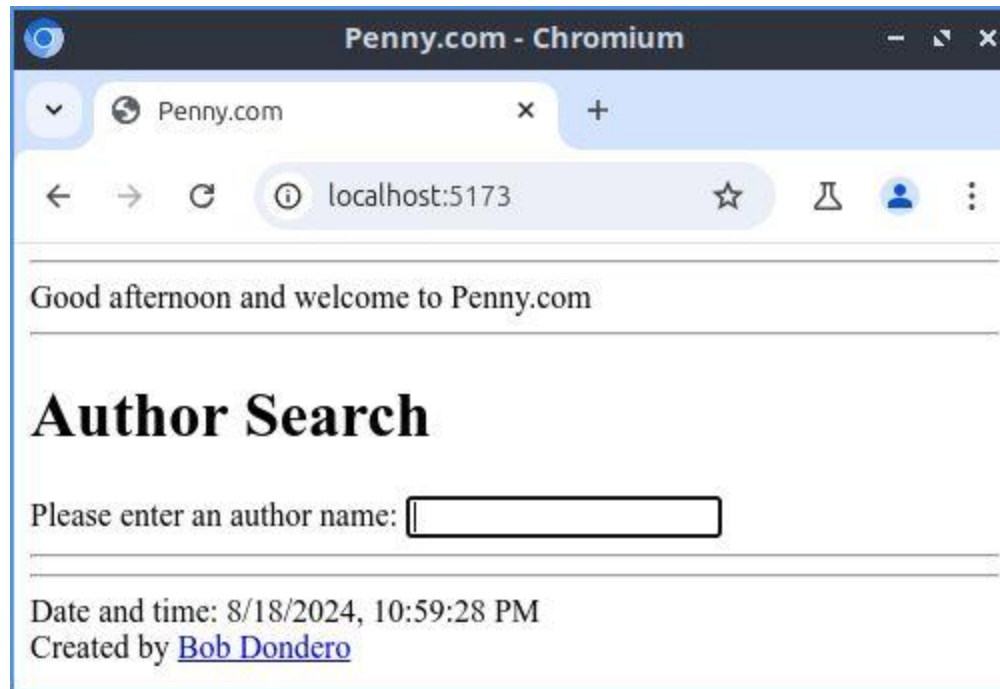 Penny.com - Chromium
Penny.com
localhost:5173
Good afternoon and welcome to Penny.com
Author Search
Please enter an author name:
Date and time: 8/18/2024, 10:59:28 PM
Created by Bob Dondero